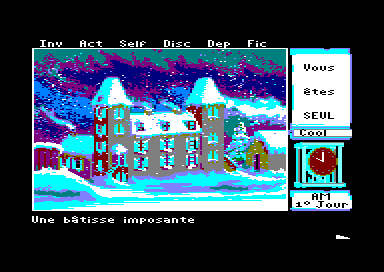 Inv Act Self Disc Dep Fic
Vous
êtes
SEUL
Cool
AM
1º Jour
Une bâtisse imposante